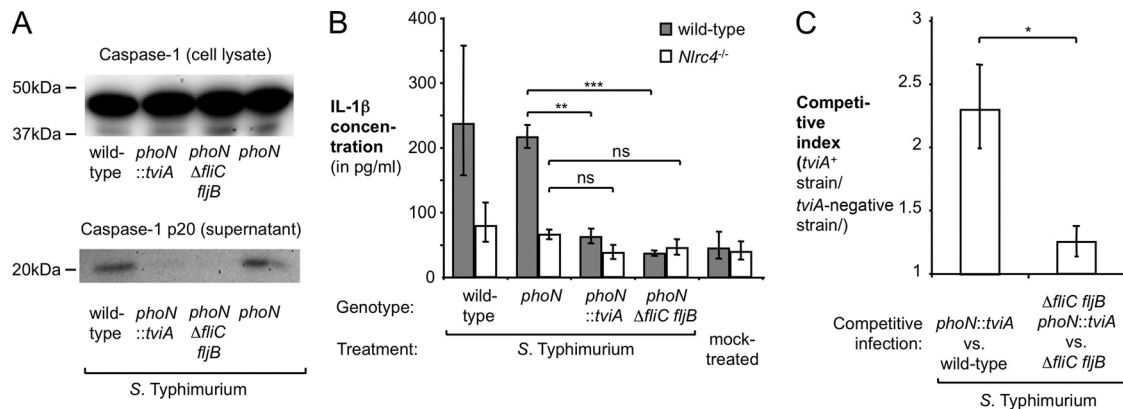 A
Caspase-1 (cell lysate)
50kDa
37kDa
wild-
type
phoN
::tviA
phoN
ΔfliC
fljB
phoN
Caspase-1 p20 (supernatant)
20kDa
wild-
type
phoN
::tviA
phoN
ΔfliC
fljB
phoN
S. Typhimurium
B
IL-1β
concen-
tration
(in pg/ml)
400
350
300
250
200
150
100
50
0
wild-type
Nlrc4-/-
***
**
ns
ns
Genotype:
wild-
type
phoN
phoN
::tviA
phoN
ΔfliC fljB
Treatment:
S. Typhimurium
mock-
treated
C
Competi-
tive
index
(tviA+
strain/
tviA-negative
strain/)
3
2.5
2
1.5
1
*
Competitive
infection:
phoN::tviA
vs.
wild-type
ΔfliC fljB
phoN::tviA
vs.
ΔfliC fljB
S. Typhimurium